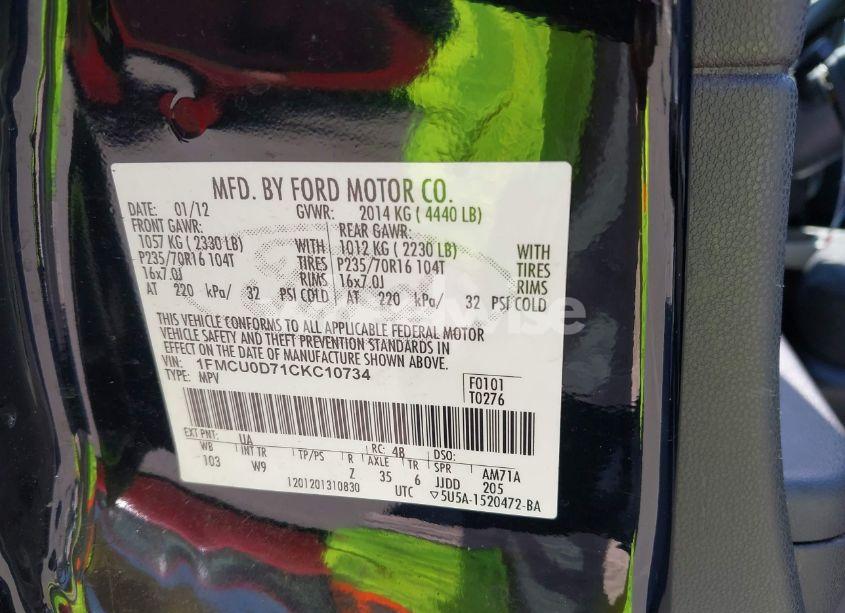 MFD. BY FORD MOTOR CO.
DATE: 01/12 GVWR: 2014 KG ( 4440 LB)
FRONT GAWR: REAR GAWR:
1057 KG ( 2330 LB) WITH 1012 KG ( 2230 LB) WITH
P235/70R16 104T TIRES P235/70R16 104T TIRES
16x7.0J RIMS 16x7.0J RIMS
AT 220 kPa/ 32 PSI COLD AT 220 kPa/ 32 PSI COLD
THIS VEHICLE CONFORMS TO ALL APPLICABLE FEDERAL MOTOR
VEHICLE SAFETY AND THEFT PREVENTION STANDARDS IN
EFFECT ON THE DATE OF MANUFACTURE SHOWN ABOVE.
VIN: 1FMCU0D71CKC10734
TYPE: MPV
F0101
T0276
EXT PNT: UA RC: 48 DSO:
WB INT TR TP/PS R AXLE TR SPR AM71A
103 W9 Z 35 6 JJDD 205
1201201310830 UTC ▽5U5A-1520472-BA